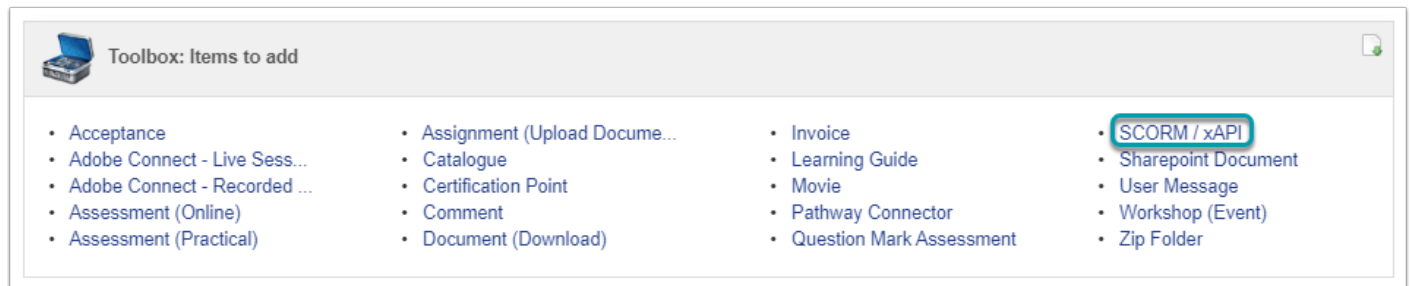 Toolbox: Items to add
• Acceptance
• Adobe Connect - Live Sess...
• Adobe Connect - Recorded ...
• Assessment (Online)
• Assessment (Practical)
• Assignment (Upload Docume...
• Catalogue
• Certification Point
• Comment
• Document (Download)
• Invoice
• Learning Guide
• Movie
• Pathway Connector
• Question Mark Assessment
• SCORM / xAPI
• Sharepoint Document
• User Message
• Workshop (Event)
• Zip Folder